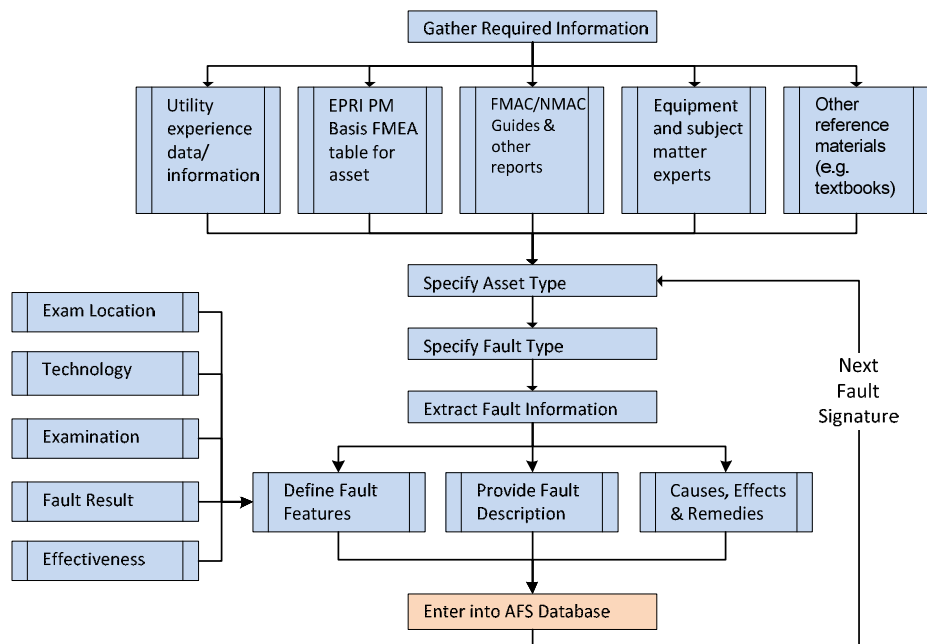 Gather Required Information
Utility
experience
data/
information
EPRI PM
Basis FMEA
table for
asset
FMAC/NMAC
Guides &
other
reports
Equipment
and subject
matter
experts
Other
reference
materials
(e.g.
textbooks)
Specify Asset Type
Specify Fault Type
Extract Fault Information
Exam Location
Technology
Examination
Fault Result
Effectiveness
Define Fault
Features
Provide Fault
Description
Causes, Effects
& Remedies
Next
Fault
Signature
Enter into AFS Database